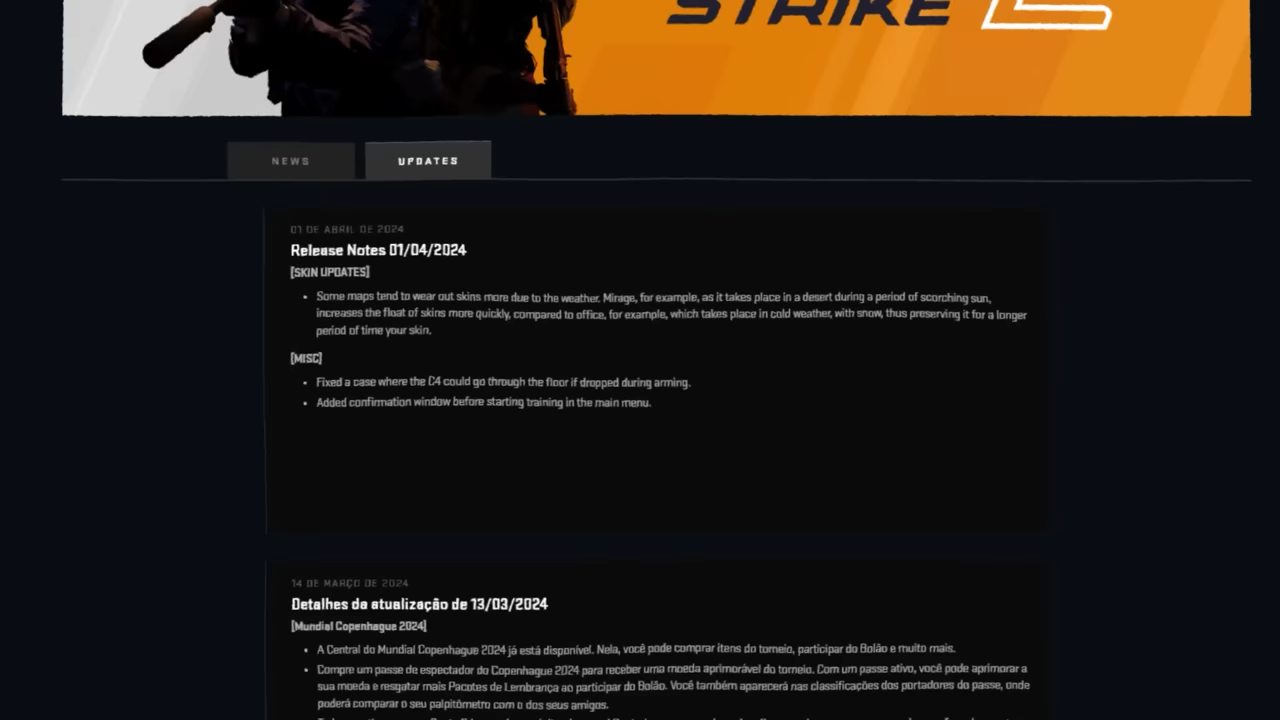 STRIKE 2
NEWS
UPDATES
01 DE ABRIL DE 2024
Release Notes 01/04/2024
[SKIN UPDATES]
• Some maps tend to wear out skins more due to the weather. Mirage, for example, as it takes place in a desert during a period of scorching sun,
increases the float of skins more quickly, compared to office, for example, which takes place in cold weather, with snow, thus preserving it for a longer
period of time your skin.
[MISC]
• Fixed a case where the C4 could go through the floor if dropped during arming.
• Added confirmation window before starting training in the main menu.
14 DE MARÇO DE 2024
Detalhes da atualização de 13/03/2024
[Mundial Copenhague 2024]
• A Central do Mundial Copenhague 2024 já está disponível. Nela, você pode comprar itens do torneio, participar do Bolão e muito mais.
• Compre um passe de espectador do Copenhague 2024 para receber uma moeda aprimorável do torneio. Com um passe ativo, você pode aprimorar a
sua moeda e resgatar mais Pacotes de Lembrança ao participar do Bolão. Você também aparecerá nas classificações dos portadores do passe, onde
poderá comparar o seu palpitômetro com o dos seus amigos.